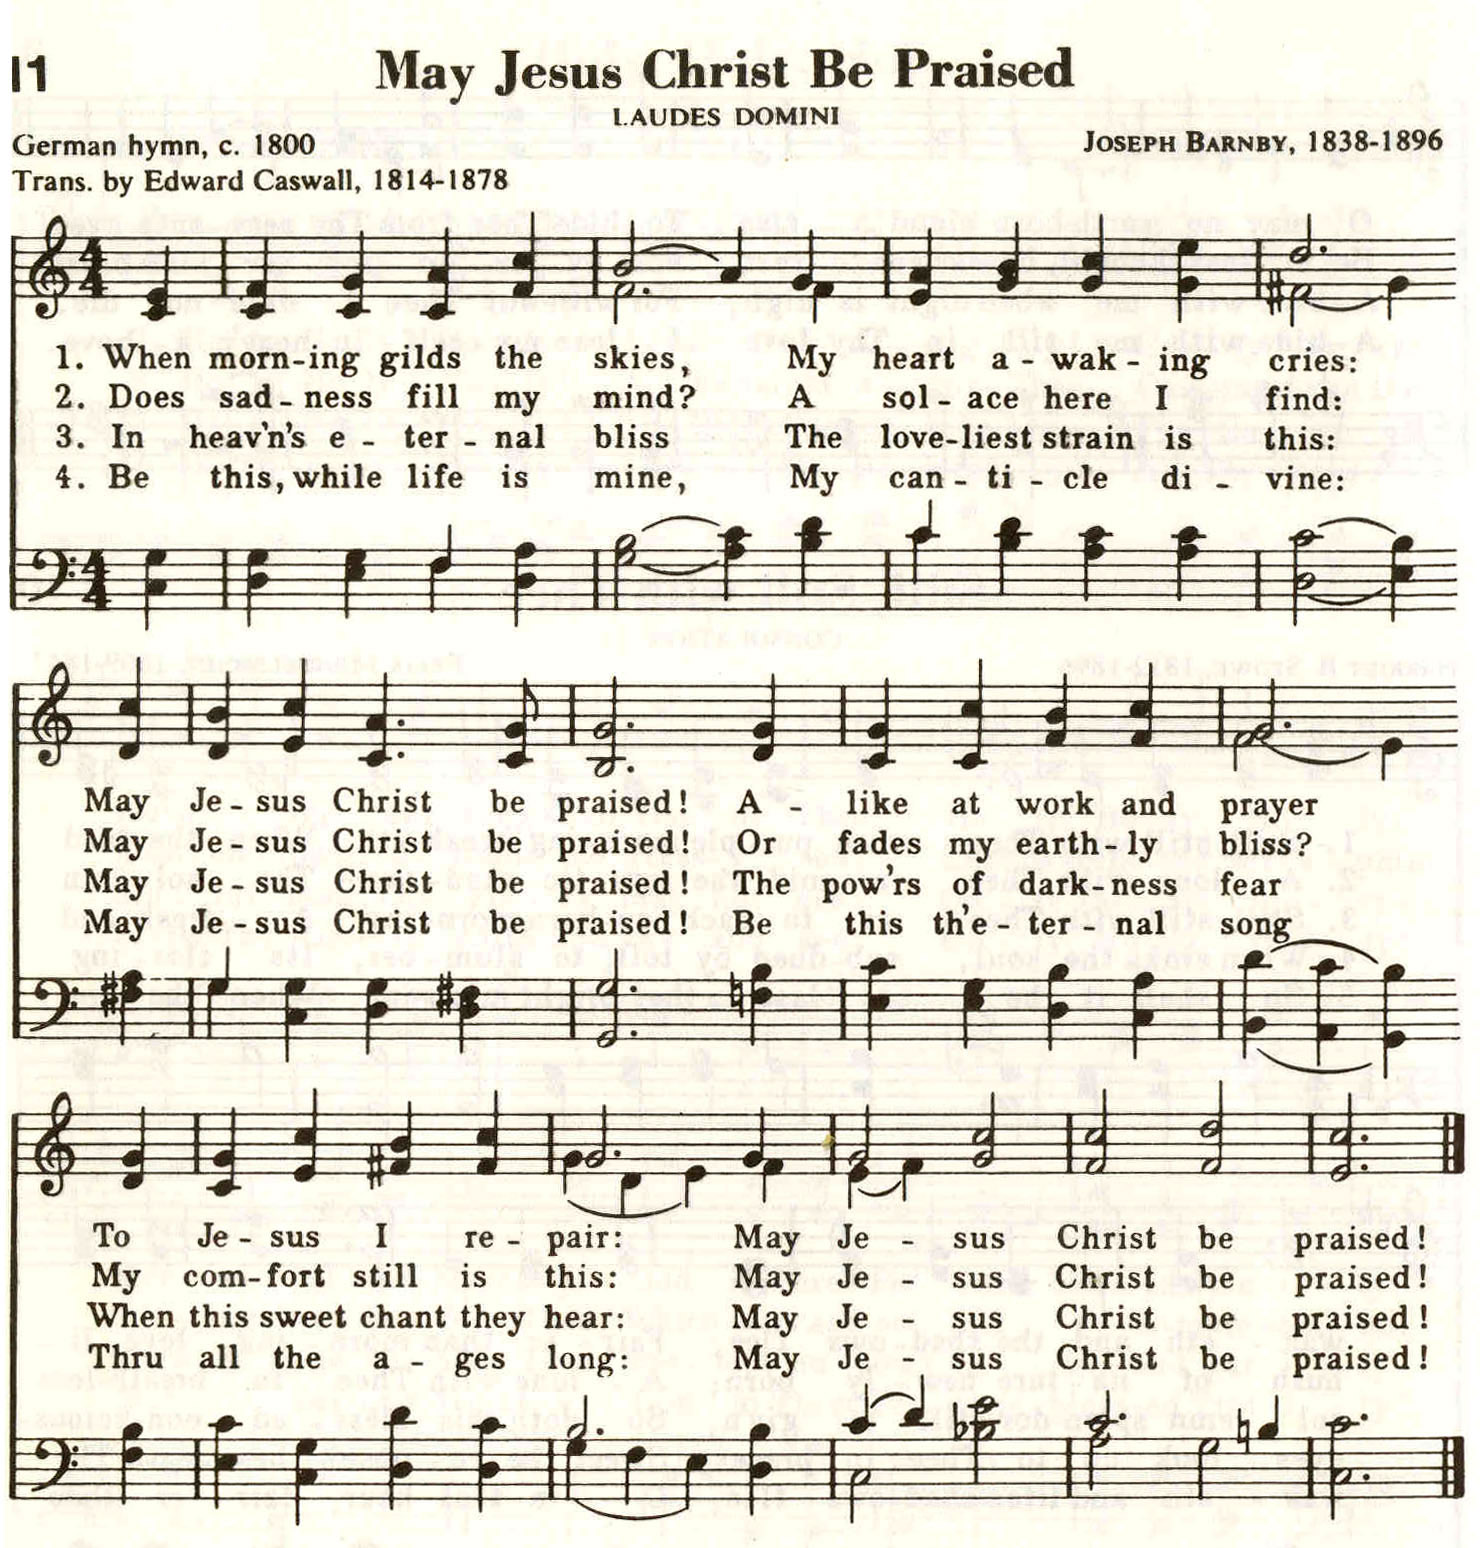 11
May Jesus Christ Be Praised
LAUDES DOMINI
German hymn, c. 1800
JOSEPH BARNBY, 1838-1896
Trans. by Edward Caswall, 1814-1878
1. When morn-ing gilds the skies, My heart a - wak - ing cries:
2. Does sad - ness fill my mind? A sol - ace here I find:
3. In heav'n's e - ter - nal bliss The love-liest strain is this:
4. Be this, while life is mine, My can - ti - cle di - vine:
May Je - sus Christ be praised! A - like at work and prayer
May Je - sus Christ be praised! Or fades my earth-ly bliss?
May Je - sus Christ be praised! The pow'rs of dark-ness fear
May Je - sus Christ be praised! Be this th'e - ter - nal song
To Je - sus I re - pair: May Je - sus Christ be praised!
My com-fort still is this: May Je - sus Christ be praised!
When this sweet chant they hear: May Je - sus Christ be praised!
Thru all the a - ges long: May Je - sus Christ be praised!